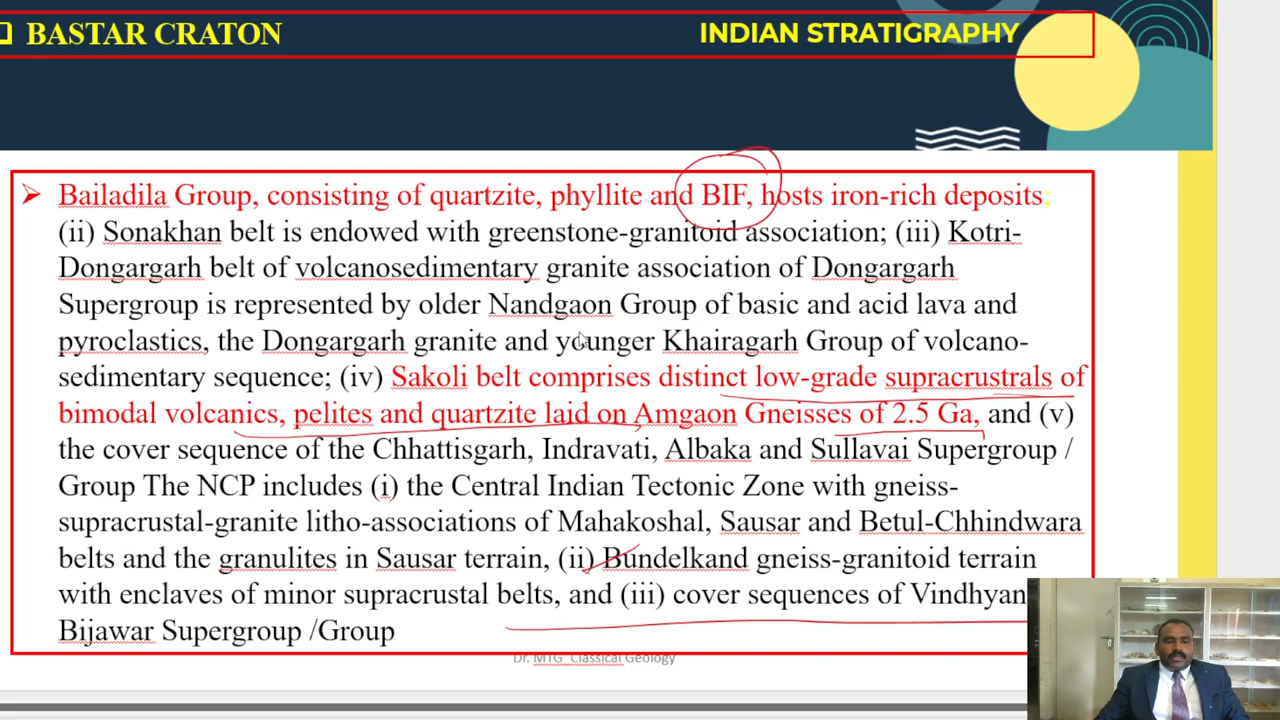 BASTAR CRATON
INDIAN STRATIGRAPHY
Bailadila Group, consisting of quartzite, phyllite and BIF, hosts iron-rich deposits;
(ii) Sonakhan belt is endowed with greenstone-granitoid association; (iii) Kotri-
Dongargarh belt of volcanosedimentary granite association of Dongargarh
Supergroup is represented by older Nandgaon Group of basic and acid lava and
pyroclastics, the Dongargarh granite and younger Khairagarh Group of volcano-
sedimentary sequence; (iv) Sakoli belt comprises distinct low-grade supracrustrals of
bimodal volcanics, pelites and quartzite laid on Amgaon Gneisses of 2.5 Ga, and (v)
the cover sequence of the Chhattisgarh, Indravati, Albaka and Sullavai Supergroup /
Group The NCP includes (i) the Central Indian Tectonic Zone with gneiss-
supracrustal-granite litho-associations of Mahakoshal, Sausar and Betul-Chhindwara
belts and the granulites in Sausar terrain, (ii) Bundelkand gneiss-granitoid terrain
with enclaves of minor supracrustal belts, and (iii) cover sequences of Vindhyan
Bijawar Supergroup /Group
Dr. MTG Classical Geology